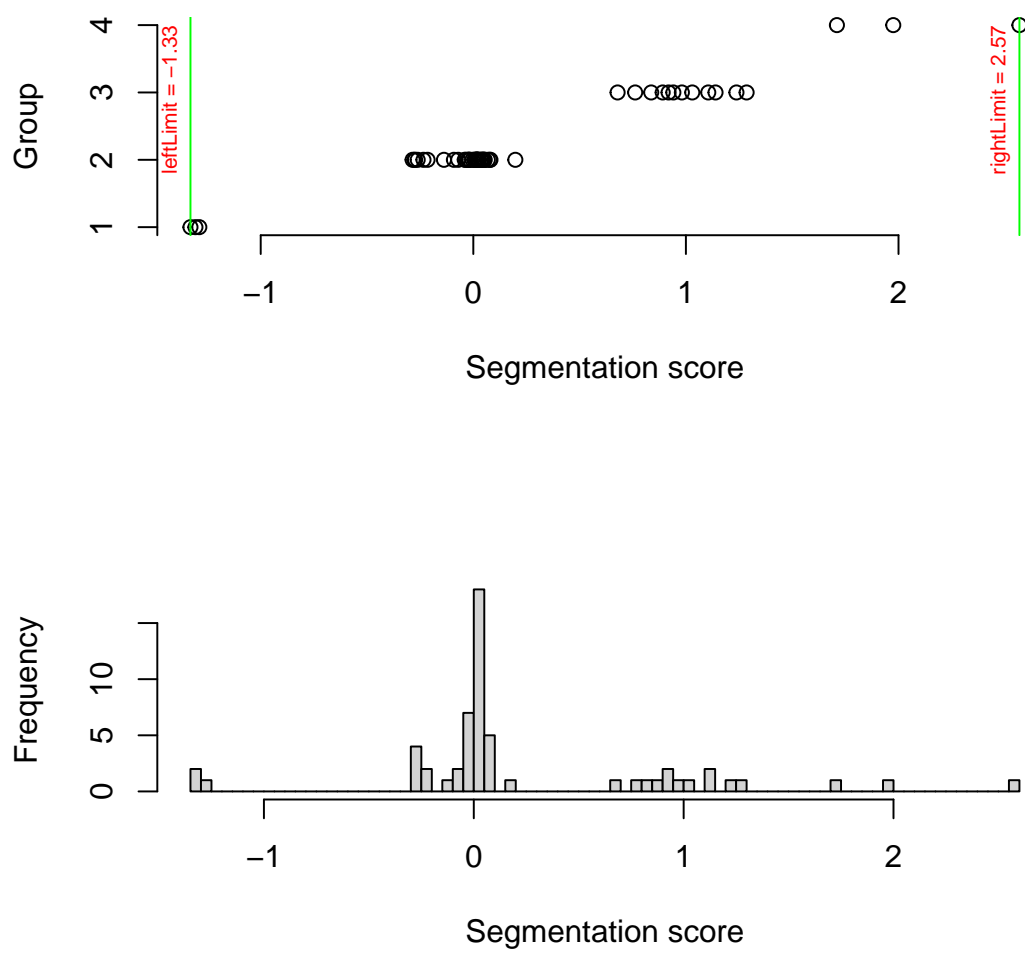 Group
1
2
3
4
leftLimit = −1.33
rightLimit = 2.57
−1 0 1 2
Segmentation score
Frequency
0
5
10
−1 0 1 2
Segmentation score